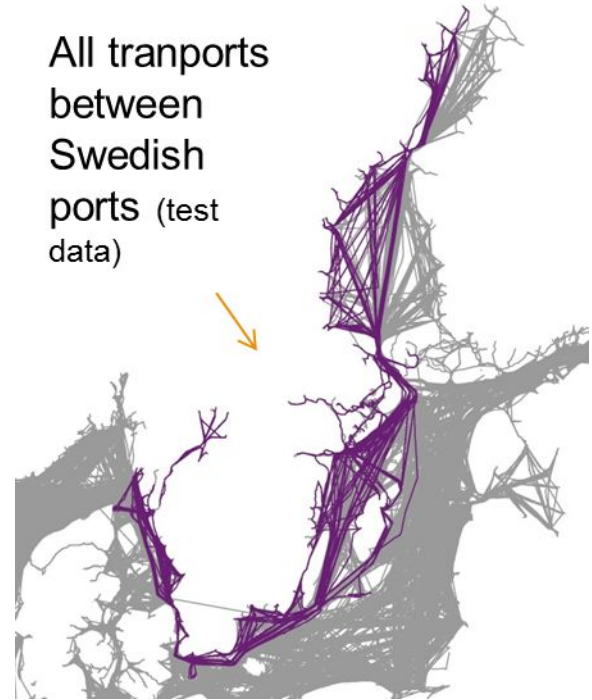 All tranports
between
Swedish
ports (test
data)